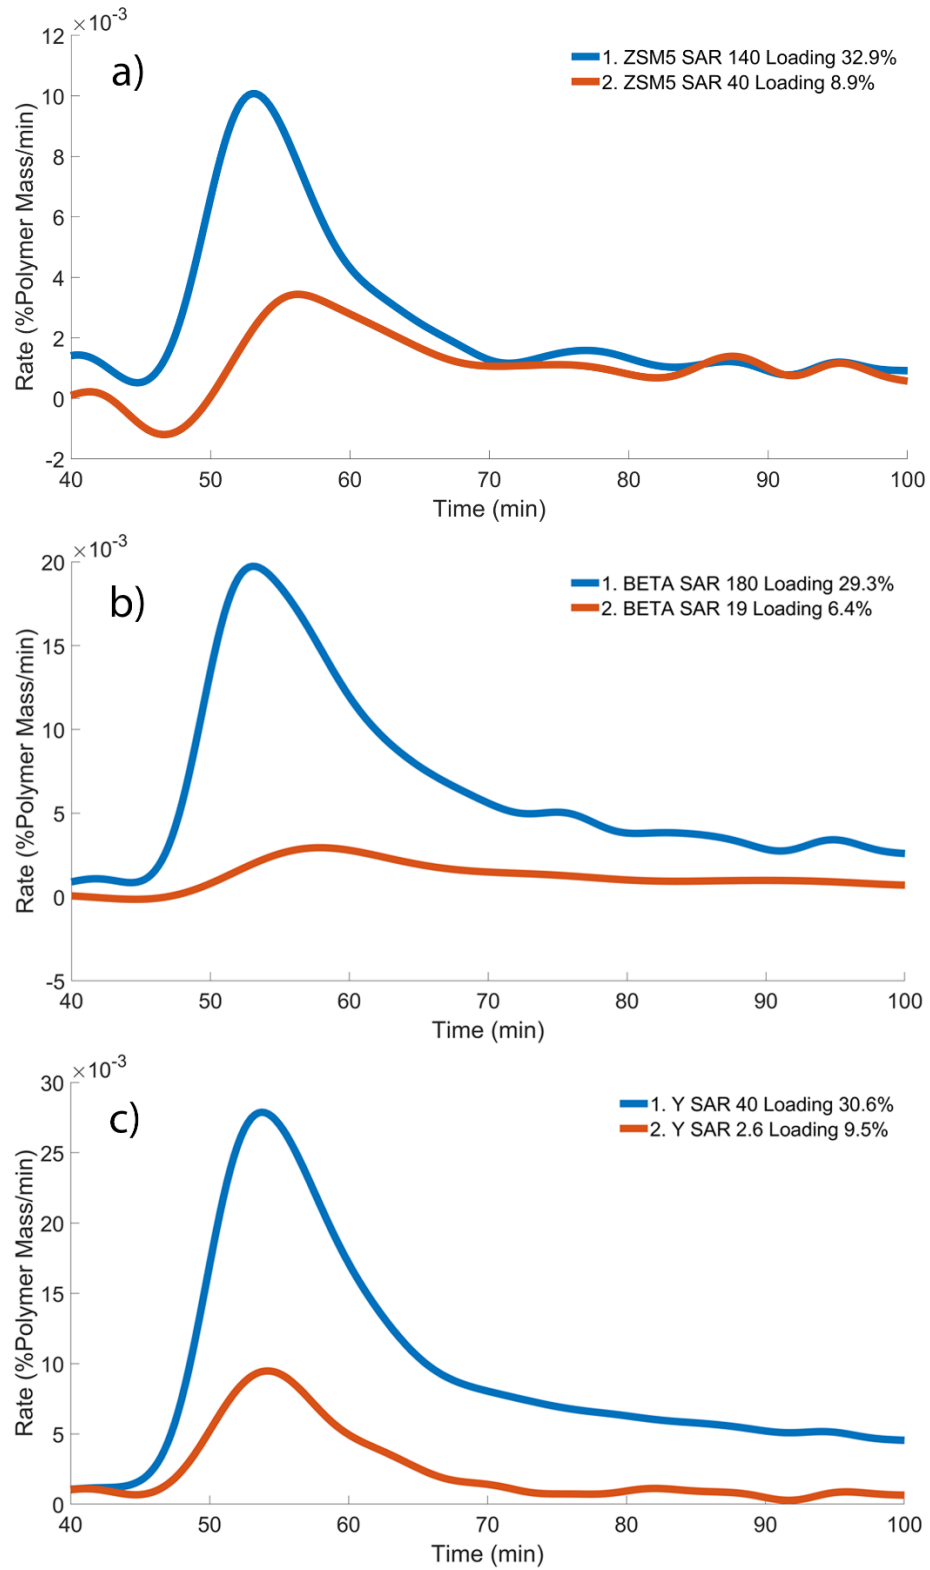 ×10⁻³
12
a)
1. ZSM5 SAR 140 Loading 32.9%
2. ZSM5 SAR 40 Loading 8.9%
10
8
6
4
2
0
-2
Rate (%Polymer Mass/min)
40 50 60 70 80 90 100
Time (min)
×10⁻³
20
b)
1. BETA SAR 180 Loading 29.3%
2. BETA SAR 19 Loading 6.4%
15
10
5
0
-5
Rate (%Polymer Mass/min)
40 50 60 70 80 90 100
Time (min)
×10⁻³
30
c)
1. Y SAR 40 Loading 30.6%
2. Y SAR 2.6 Loading 9.5%
25
20
15
10
5
0
Rate (%Polymer Mass/min)
40 50 60 70 80 90 100
Time (min)